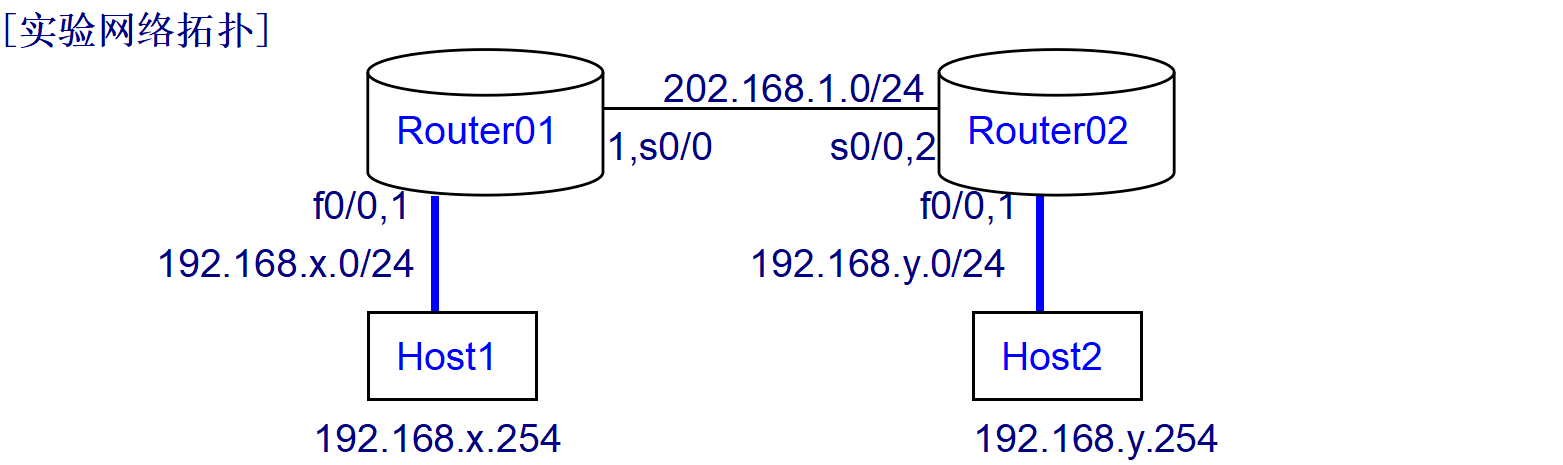 [实验网络拓扑]
202.168.1.0/24
Router01
Router02
1,s0/0
s0/0,2
f0/0,1
f0/0,1
192.168.x.0/24
192.168.y.0/24
Host1
Host2
192.168.x.254
192.168.y.254